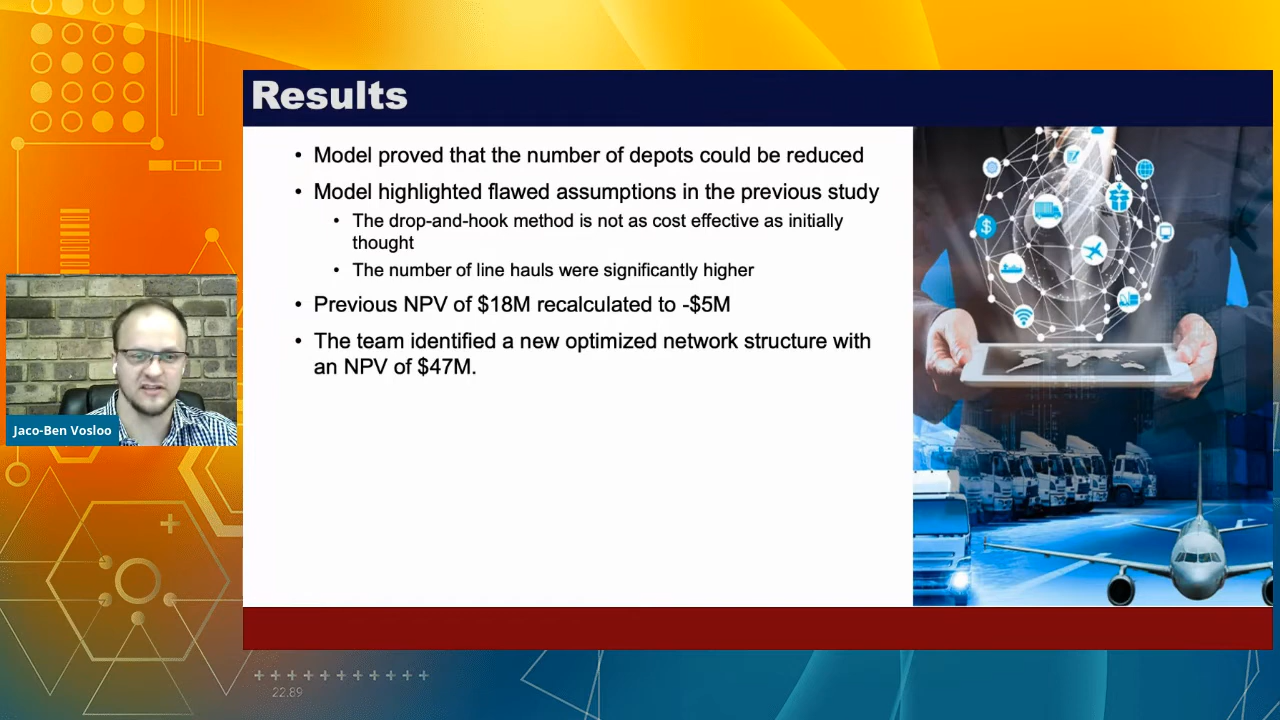 Results
• Model proved that the number of depots could be reduced
• Model highlighted flawed assumptions in the previous study
• The drop-and-hook method is not as cost effective as initially
thought
• The number of line hauls were significantly higher
• Previous NPV of $18M recalculated to -$5M
• The team identified a new optimized network structure with
an NPV of $47M.
Jaco-Ben Vosloo
22,89